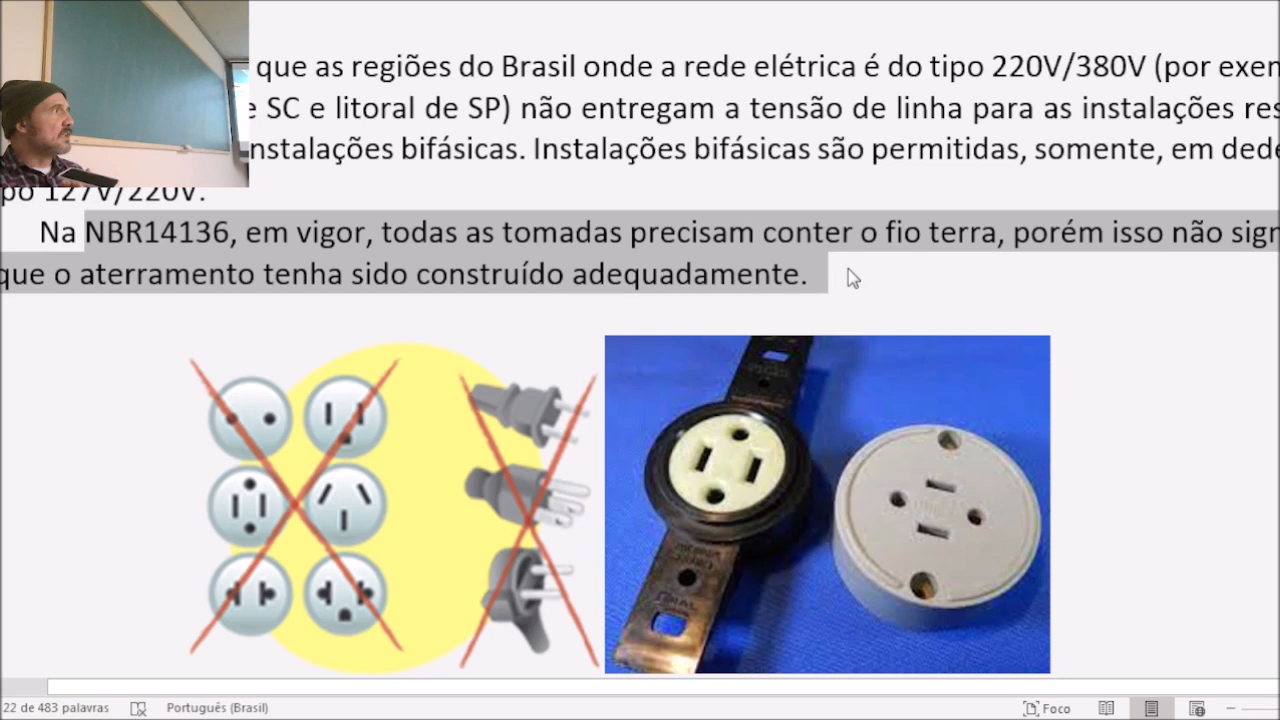 que as regiões do Brasil onde a rede elétrica é do tipo 220V/380V (por exem
e SC e litoral de SP) não entregam a tensão de linha para as instalações res
nstalações bifásicas. Instalações bifásicas são permitidas, somente, em
po 127V/220V.
Na NBR14136, em vigor, todas as tomadas precisam conter o fio terra, porém isso não sign
que o aterramento tenha sido construído adequadamente.
22 de 483 palavras
Português (Brasil)
Foco